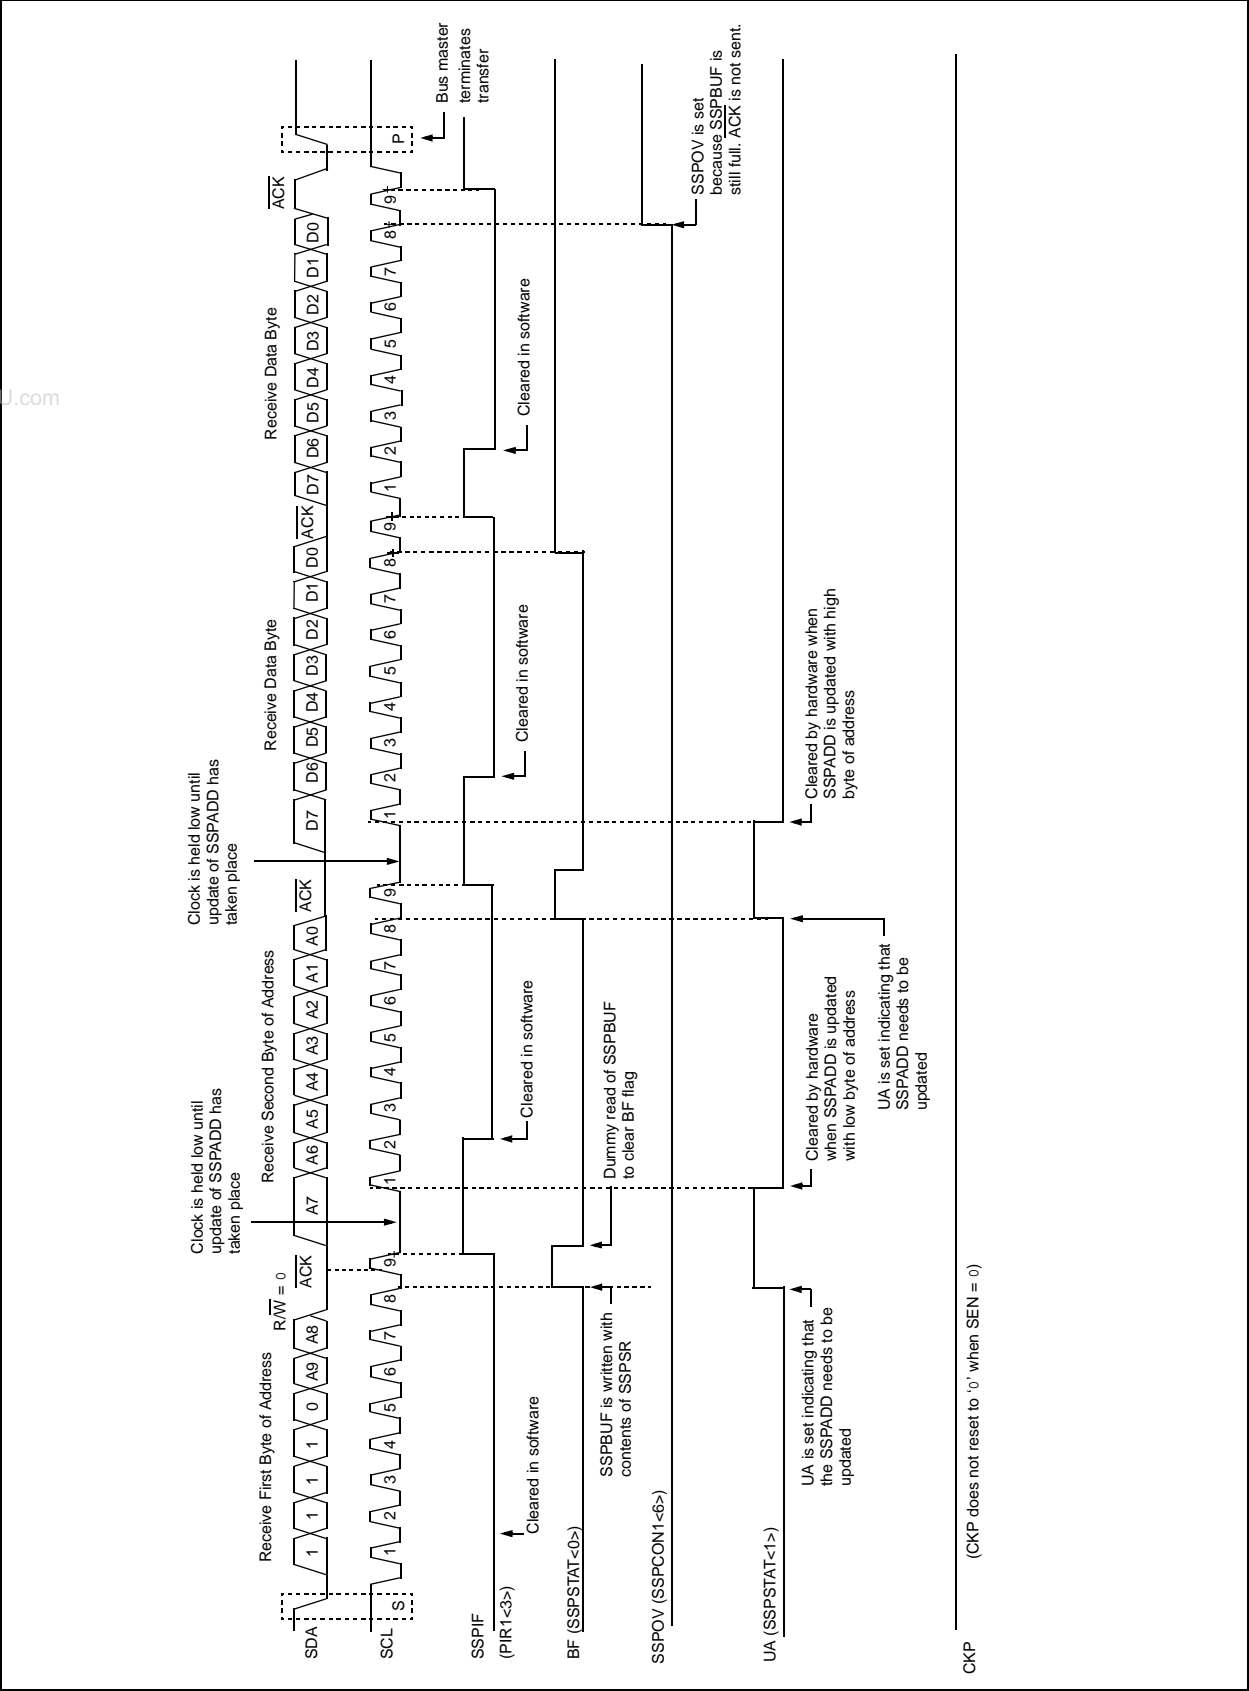 Receive First Byte of Address
R/W = 0
ACK
Clock is held low until
update of SSPADD has
taken place
Receive Second Byte of Address
ACK
Clock is held low until
update of SSPADD has
taken place
Receive Data Byte
ACK
Receive Data Byte
ACK
SDA
1 1 1 1 0 A9 A8
A7 A6 A5 A4 A3 A2 A1 A0
D7 D6 D5 D4 D3 D2 D1 D0
D7 D6 D5 D4 D3 D2 D1 D0
SCL
S
1 2 3 4 5 6 7 8 9
1 2 3 4 5 6 7 8 9
1 2 3 4 5 6 7 8 9
1 2 3 4 5 6 7 8 9
P
Bus master
terminates
transfer
SSPIF
(PIR1<3>)
Cleared in software
Cleared in software
Cleared in software
Cleared in software
BF (SSPSTAT<0>)
SSPBUF is written with
contents of SSPSR
Dummy read of SSPBUF
to clear BF flag
SSPOV (SSPCON1<6>)
SSPOV is set
because SSPBUF is
still full. ACK is not sent.
UA (SSPSTAT<1>)
UA is set indicating that
the SSPADD needs to be
updated
Cleared by hardware
when SSPADD is updated
with low byte of address
UA is set indicating that
SSPADD needs to be
updated
Cleared by hardware when
SSPADD is updated with high
byte of address
CKP
(CKP does not reset to ‘0’ when SEN = 0)
U.com